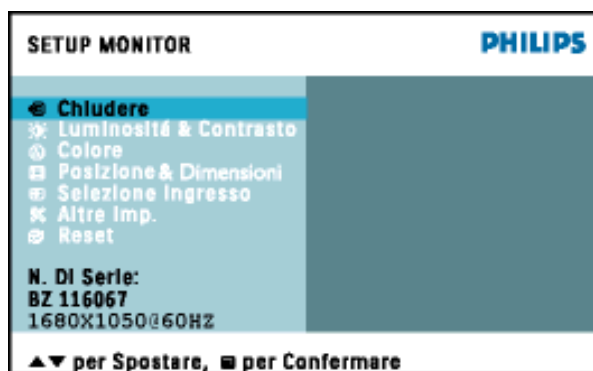 SETUP MONITOR PHILIPS
Chiudere
Luminositá & Contrasto
Colore
Posizione & Dimensioni
Selezione Ingresso
Altre Imp.
Reset
N. Di Serie:
BZ 116067
1680X1050@60HZ
▲▼ per Spostare, per Confermare